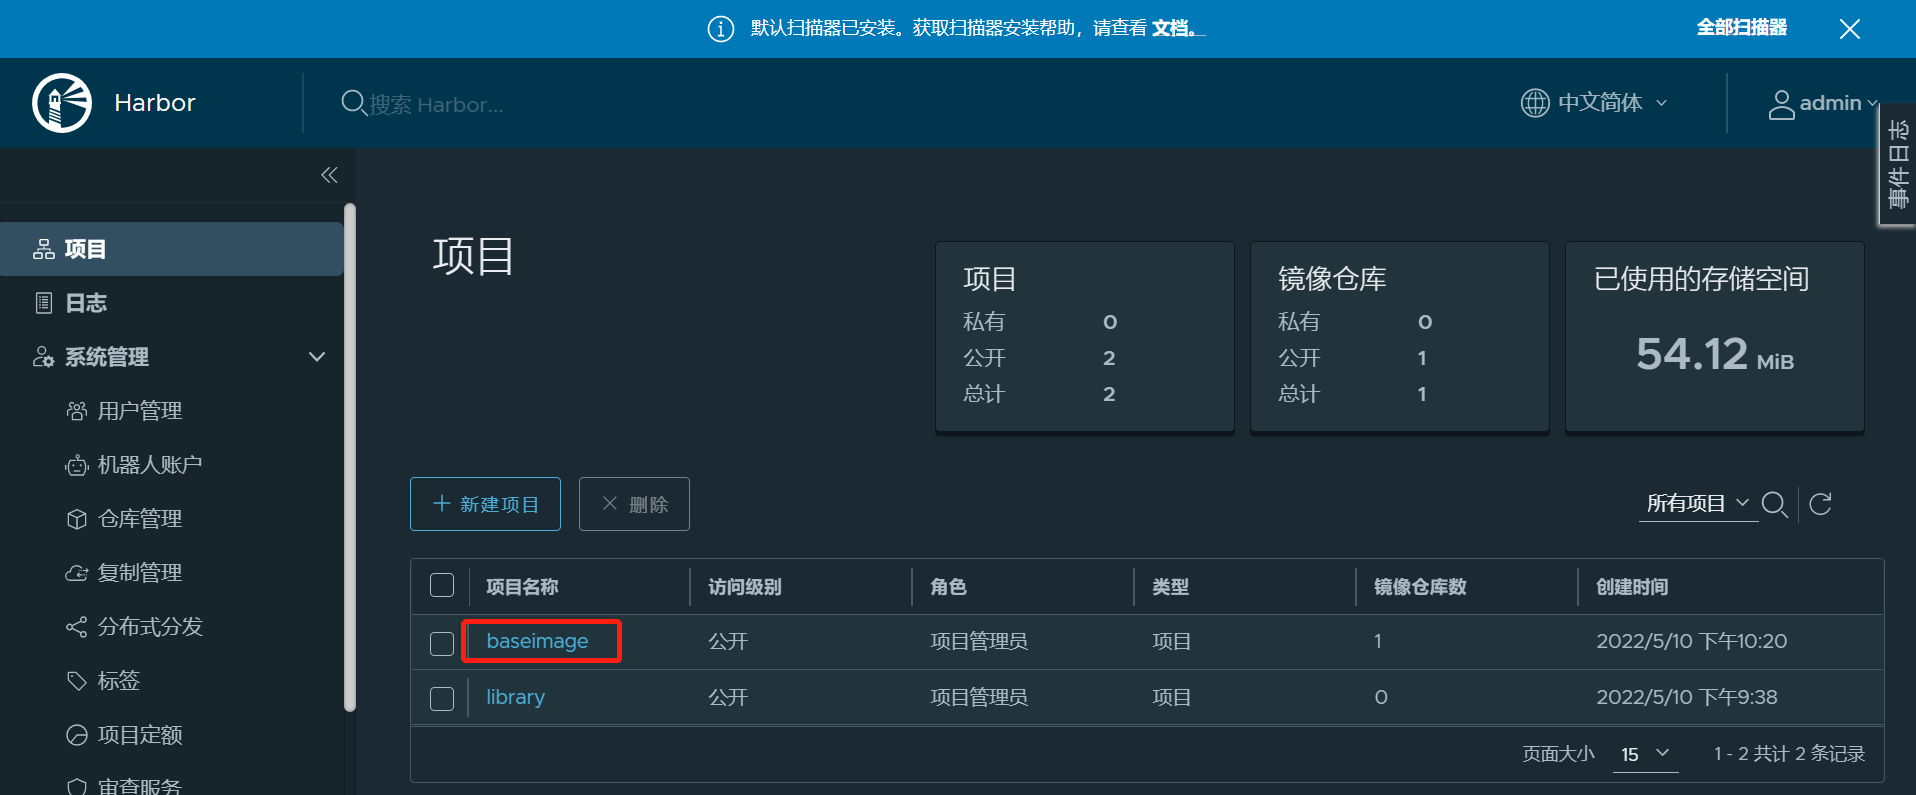 默认扫描器已安装。获取扫描器安装帮助，请查看 文档。
全部扫描器
Harbor
搜索 Harbor...
中文简体
admin
事件日志
项目
日志
系统管理
用户管理
机器人账户
仓库管理
复制管理
分布式分发
标签
项目定额
审查服务
项目
项目
私有 0
公开 2
总计 2
镜像仓库
私有 0
公开 1
总计 1
已使用的存储空间
54.12 MiB
新建项目
删除
所有项目
项目名称 访问级别 角色 类型 镜像仓库数 创建时间
baseimage 公开 项目管理员 项目 1 2022/5/10 下午10:20
library 公开 项目管理员 项目 0 2022/5/10 下午9:38
页面大小 15 1 - 2 共计 2 条记录